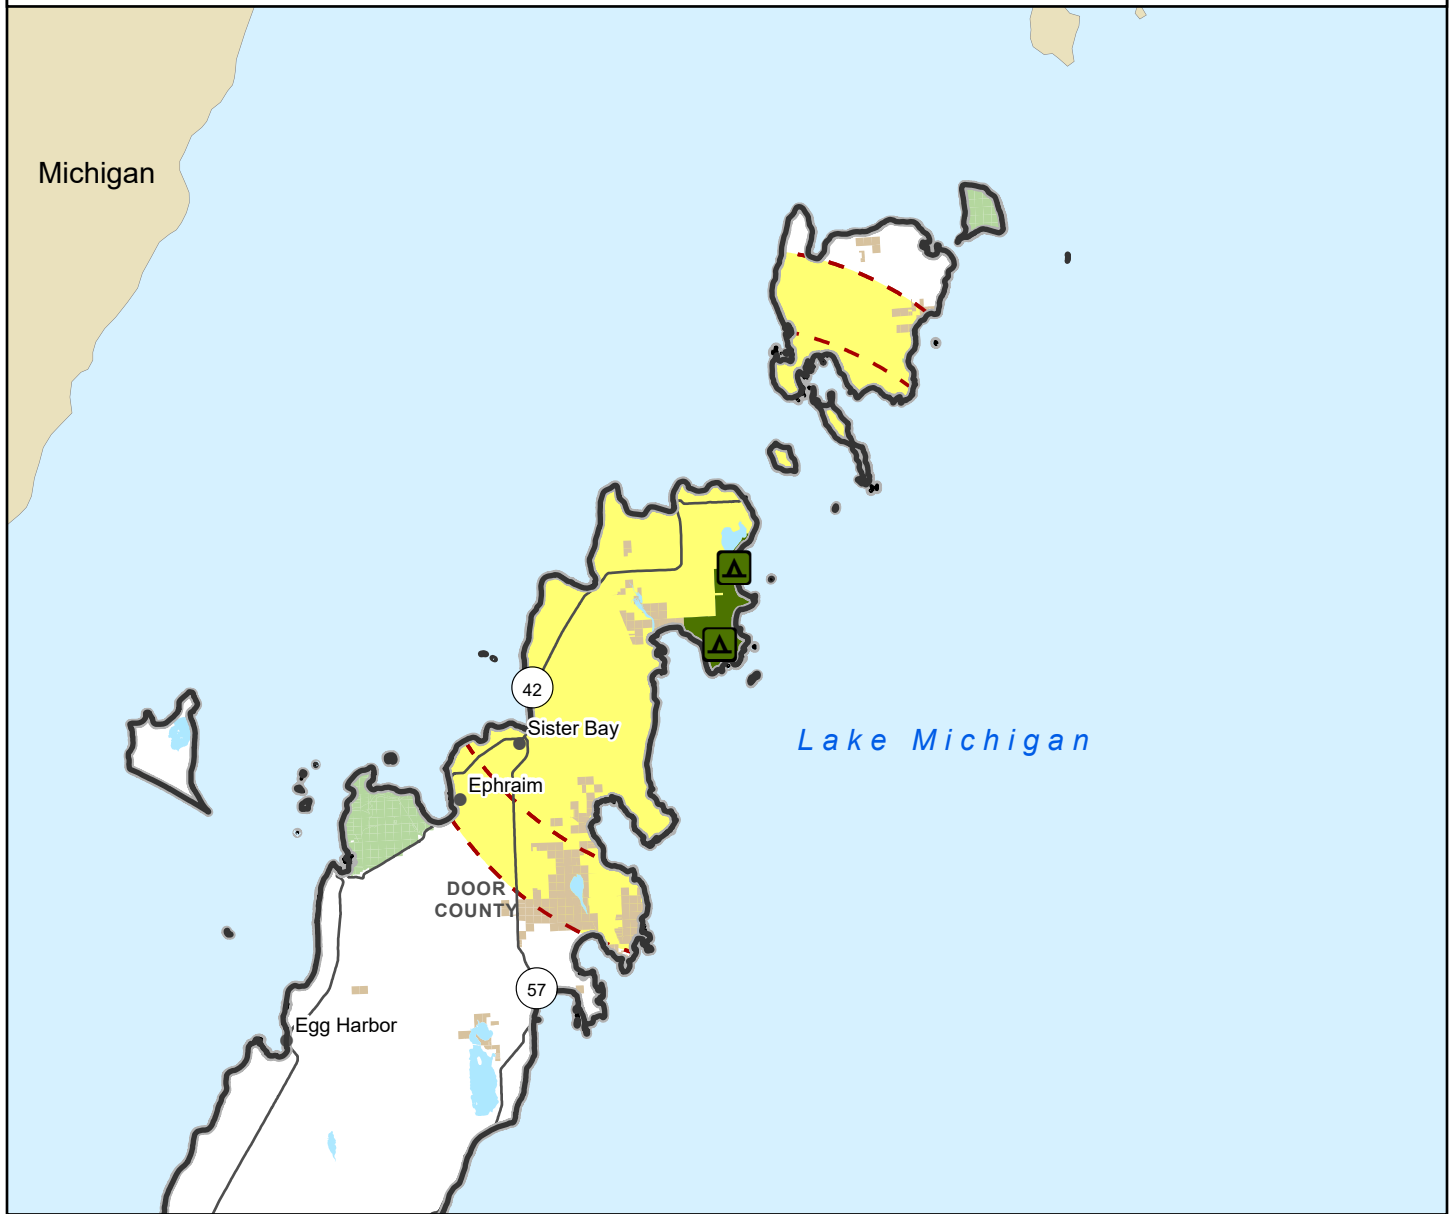 Michigan
42
Sister Bay
Lake Michigan
Ephraim
DOOR
COUNTY
57
Egg Harbor